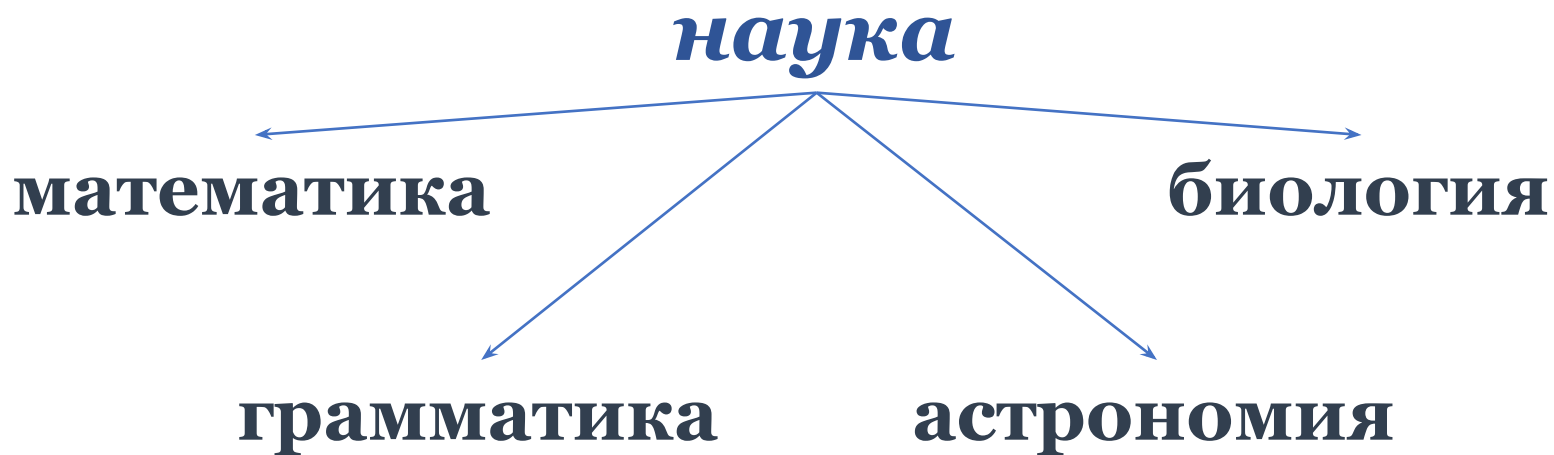 наука
математика
биология
грамматика
астрономия